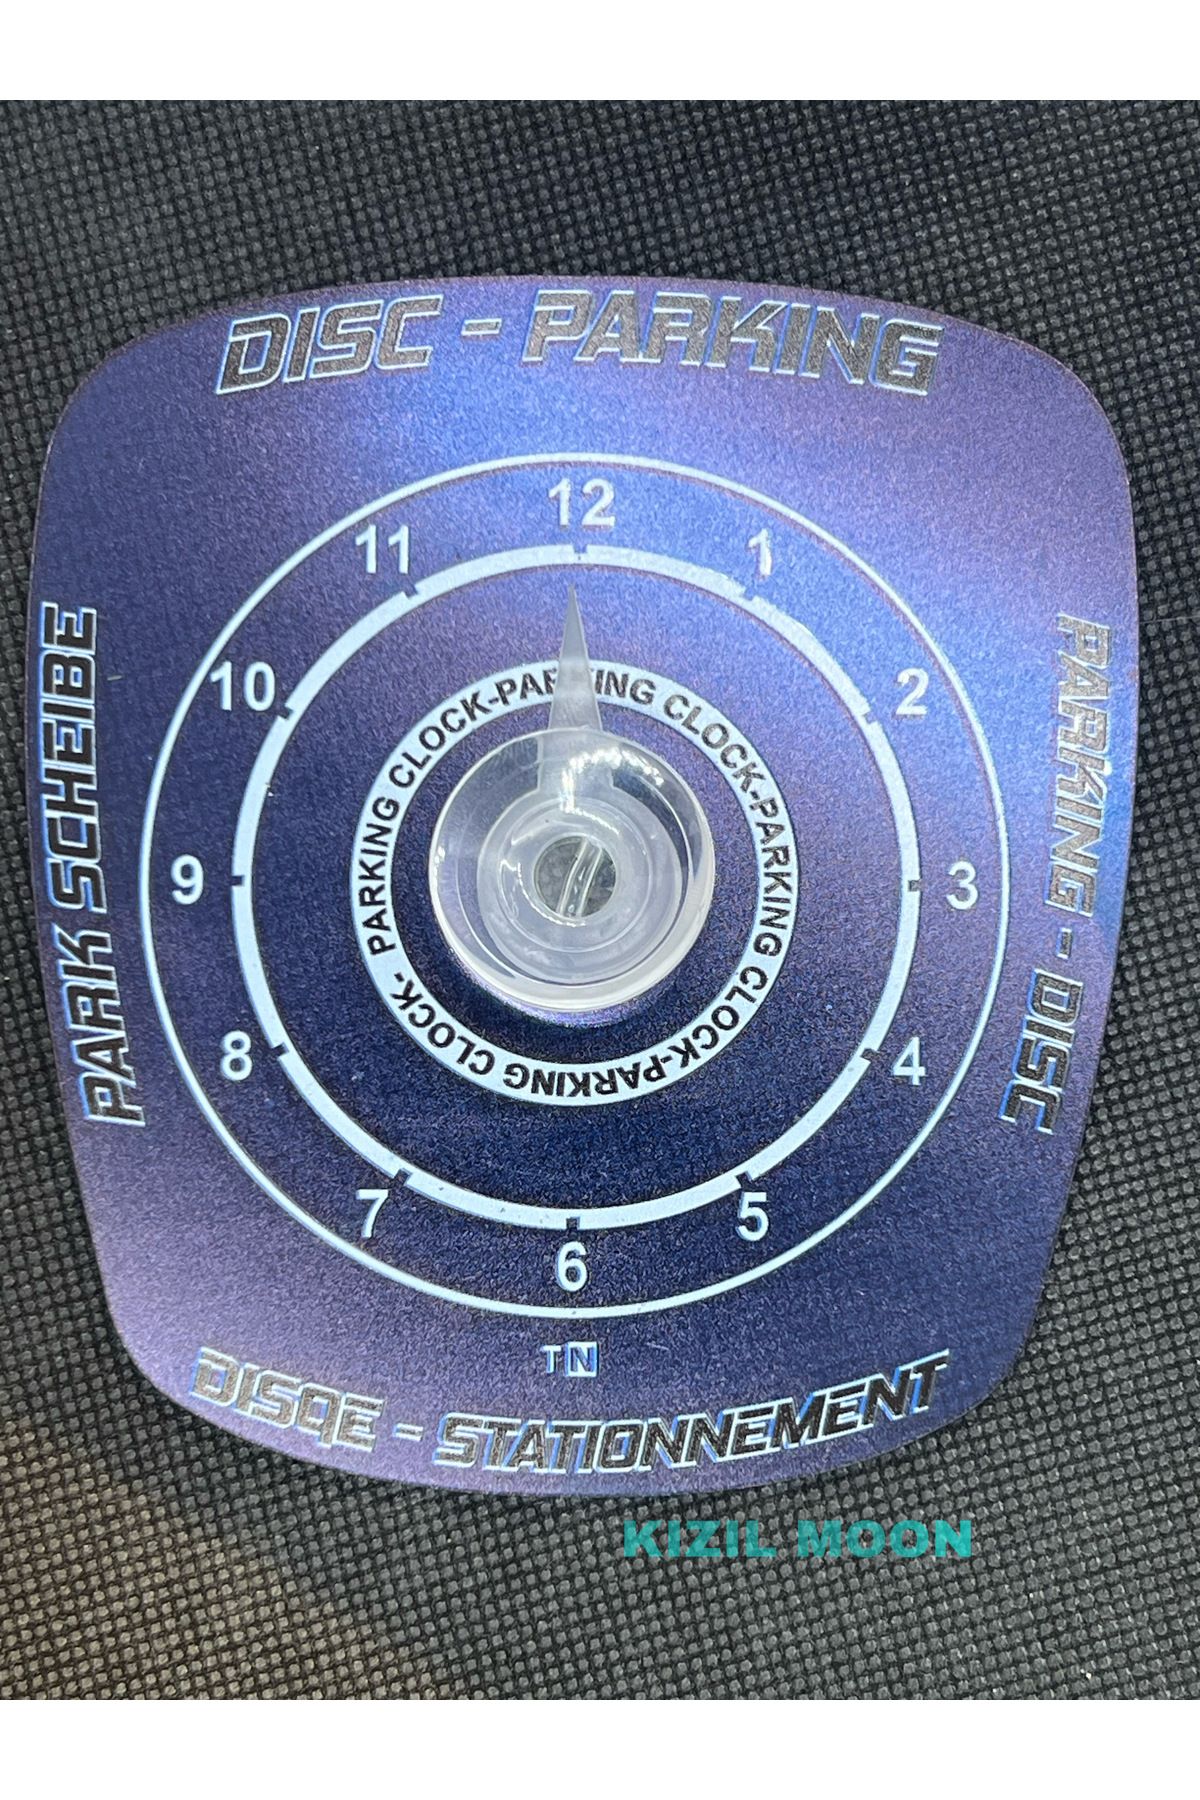 DISC - PARKING
12
1
2
3
4
5
6
7
8
9
10
11
PARKING CLOCK-PARKING CLOCK-PARKING CLOCK-PARKING CLOCK-
PARK SCHEIBE
PARKING - DISC
TN
DISqE - STATIONNEMENT
KIZIL MOON